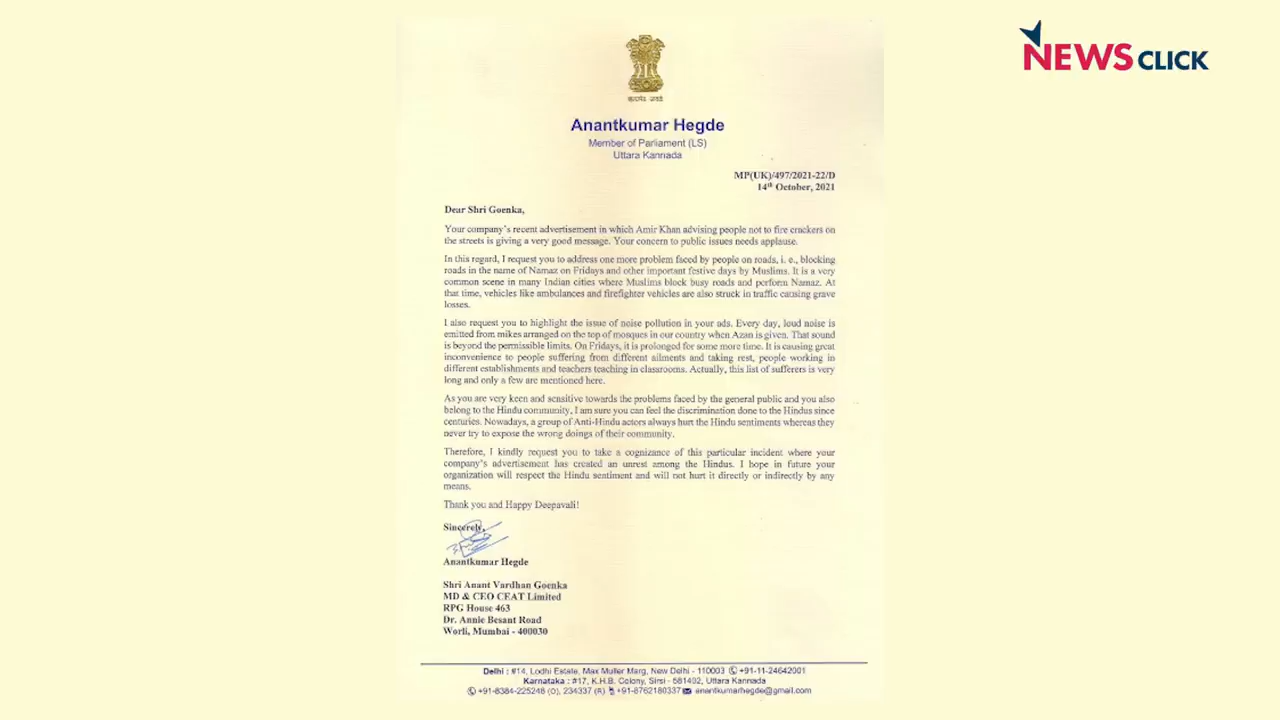 NEWSCLICK
Anantkumar Hegde
Member of Parliament (LS)
Uttara Kannada
MP(UK)/497/2021-22/D
14th October, 2021
Dear Shri Goenka,
Your company's recent advertisement in which Amir Khan advising people not to fire crackers on
the streets is giving a very good message. Your concern to public issues needs applause.
In this regard, I request you to address one more problem faced by people on roads, i. e., blocking
roads in the name of Namaz on Fridays and other important festive days by Muslims. It is a very
common scene in many Indian cities where Muslims block busy roads and perform Namaz. At
that time, vehicles like ambulances and firefighter vehicles are also struck in traffic causing grave
losses.
I also request you to highlight the issue of noise pollution in your ads. Every day, loud noise is
emitted from mikes arranged on the top of mosques in our country when Azan is given. That sound
is beyond the permissible limits. On Fridays, it is prolonged for some more time. It is causing great
inconvenience to people suffering from different ailments and taking rest, people working in
different establishments and teachers teaching in classrooms. Actually, this list of sufferers is very
long and only a few are mentioned here.
As you are very keen and sensitive towards the problems faced by the general public and you also
belong to the Hindu community, I am sure you can feel the discrimination done to the Hindus since
centuries. Nowadays, a group of Anti-Hindu actors always hurt the Hindu sentiments whereas they
never try to expose the wrong doings of their community.
Therefore, I kindly request you to take a cognizance of this particular incident where your
company's advertisement has created an unrest among the Hindus. I hope in future your
organization will respect the Hindu sentiment and will not hurt it directly or indirectly by any
means.
Thank you and Happy Deepavali!
Sincerely,
Anantkumar Hegde
Shri Anant Vardhan Goenka
MD & CEO CEAT Limited
RPG House 463
Dr. Annie Besant Road
Worli, Mumbai - 400030
Delhi : #14, Lodhi Estate, Max Muller Marg, New Delhi - 110003 +91-11-24642001
Karnataka : #17, K.H.B. Colony, Sirsi - 581402, Uttara Kannada
+91-8384-225248 (O), 234337 (R) +91-8762180337 anantkumarhegde@gmail.com